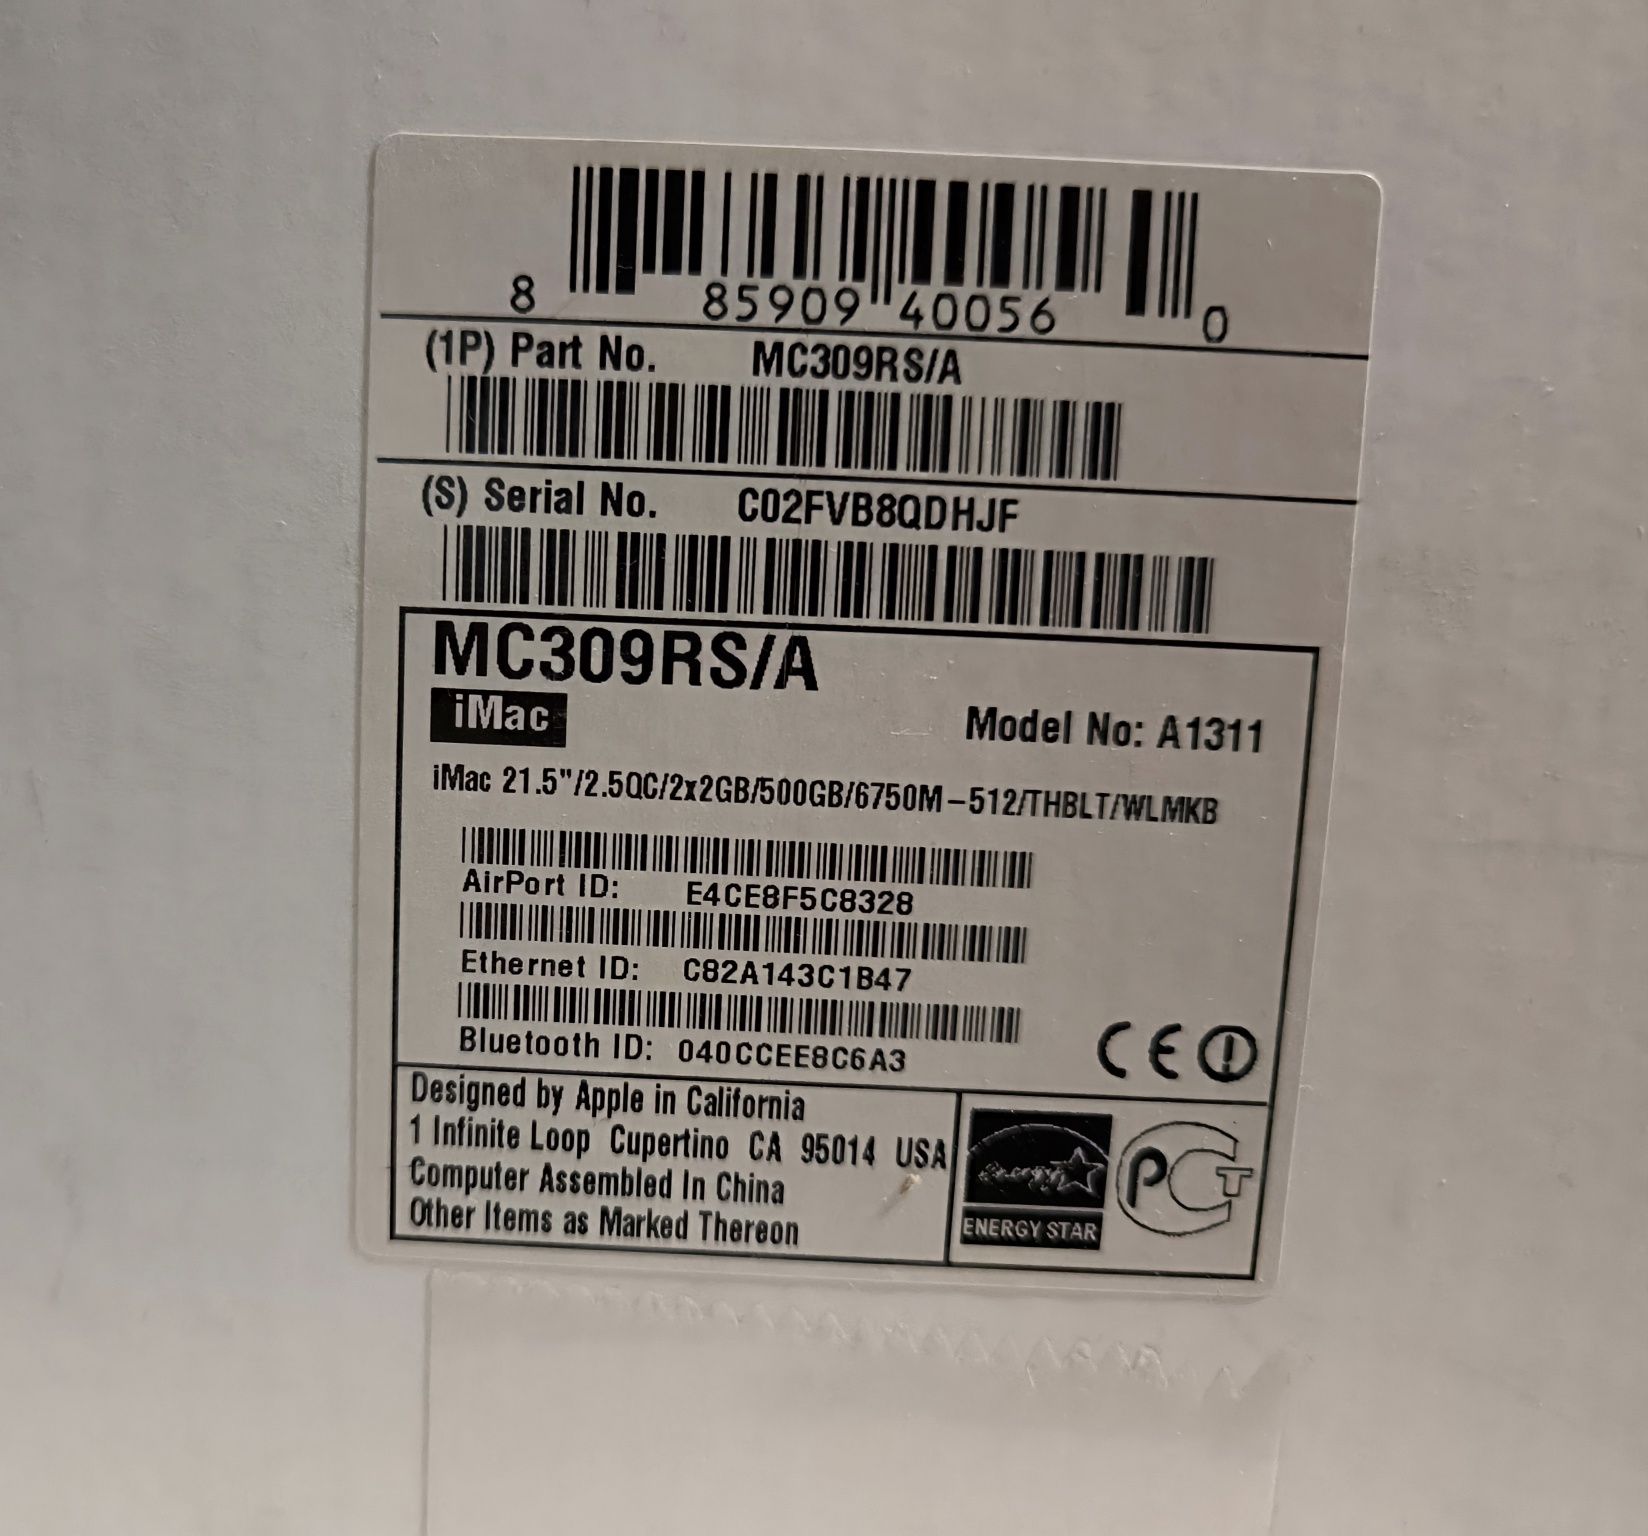 8 85909 40056 0
(1P) Part No. MC309RS/A
(S) Serial No. C02FVB8QDHJF
MC309RS/A
iMac
Model No: A1311
iMac 21.5"/2.5QC/2x2GB/500GB/6750M-512/THBLT/WLMKB
AirPort ID: E4CE8F5C8328
Ethernet ID: C82A143C1B47
Bluetooth ID: 040CCEE8C6A3
CE
Designed by Apple in California
1 Infinite Loop Cupertino CA 95014 USA
Computer Assembled In China
Other Items as Marked Thereon
energy
ENERGY STAR
PCT